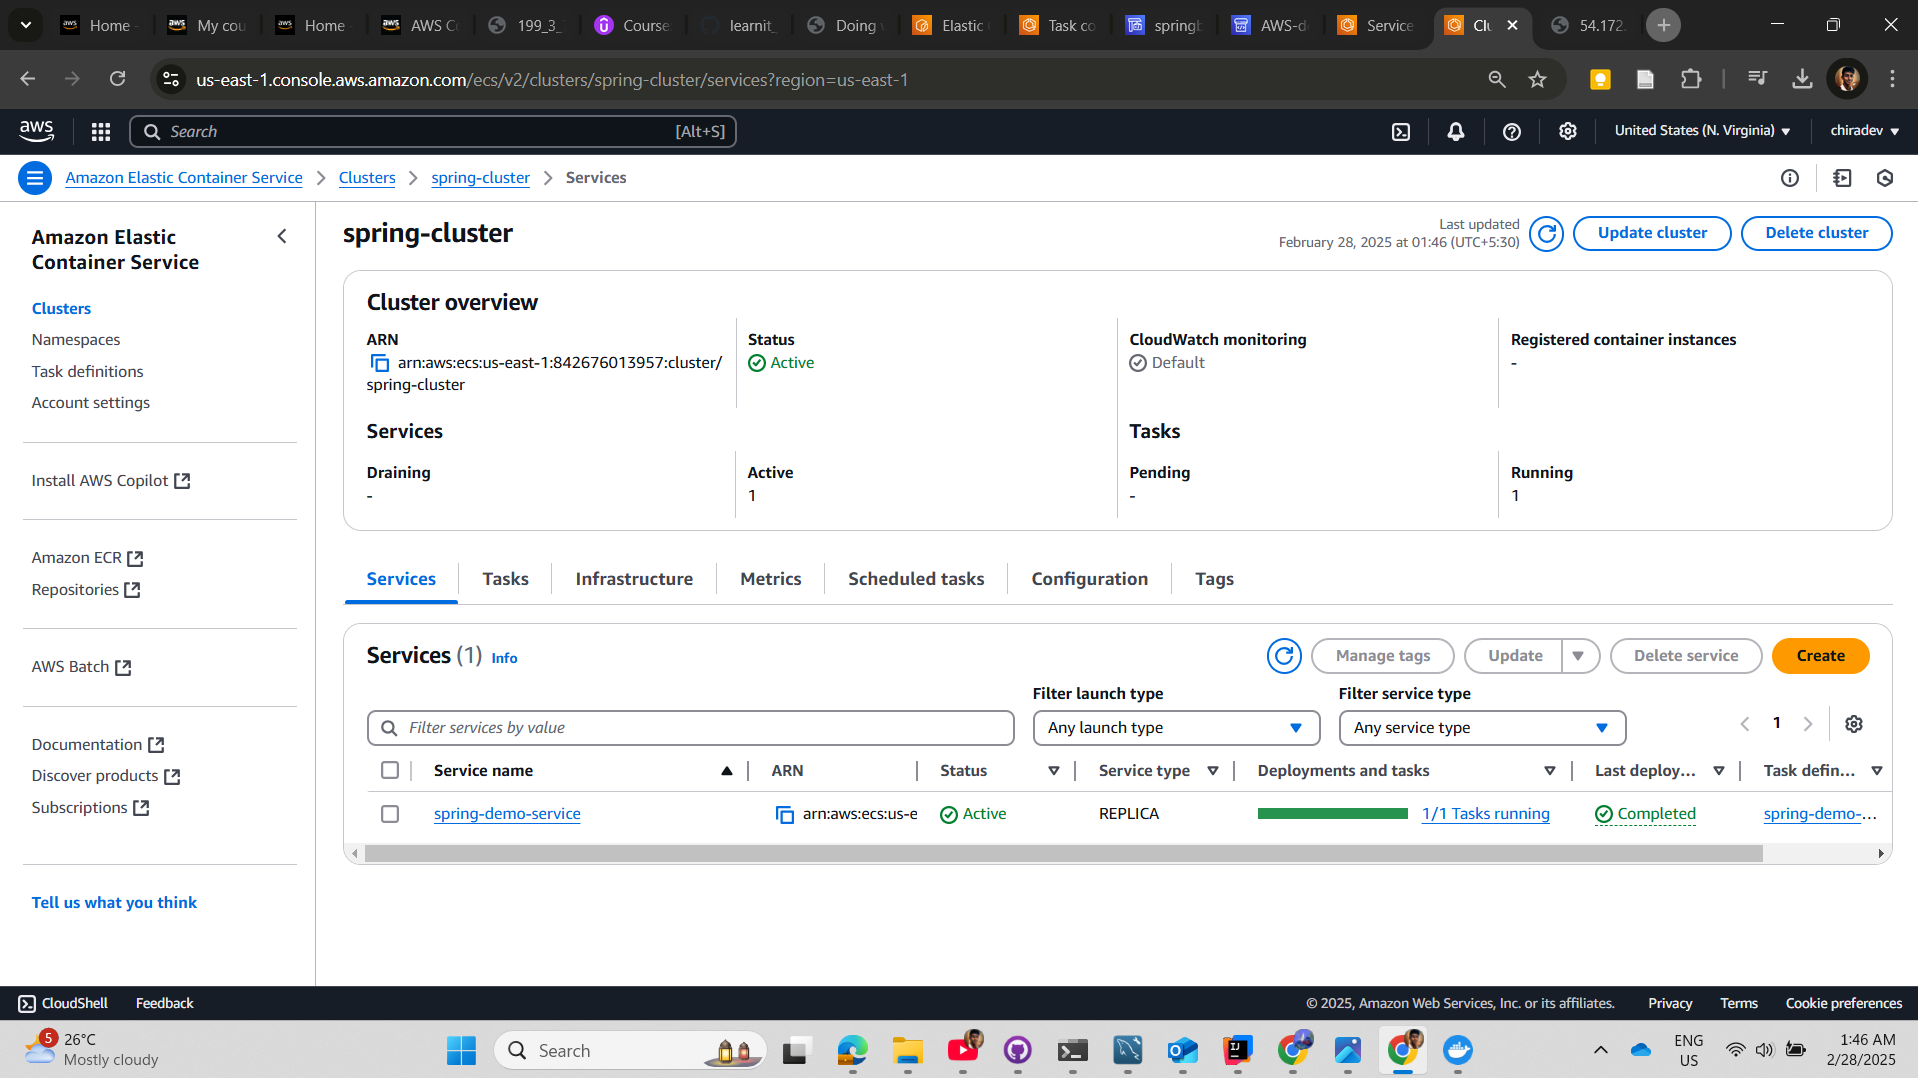 Home
My cou
Home
AWS Co
199_3_
Course
learnit_
Doing
Elastic
Task co
springb
AWS-d
Service
Clu
54.172.
us-east-1.console.aws.amazon.com/ecs/v2/clusters/spring-cluster/services?region=us-east-1
aws
Search
[Alt+S]
United States (N. Virginia)
chiradev
Amazon Elastic Container Service
Clusters
spring-cluster
Services
Amazon Elastic
Container Service
Clusters
Namespaces
Task definitions
Account settings
Install AWS Copilot
Amazon ECR
Repositories
AWS Batch
Documentation
Discover products
Subscriptions
Tell us what you think
spring-cluster
Last updated
February 28, 2025 at 01:46 (UTC+5:30)
Update cluster
Delete cluster
Cluster overview
ARN
arn:aws:ecs:us-east-1:842676013957:cluster/
spring-cluster
Status
Active
CloudWatch monitoring
Default
Registered container instances
-
Services
Tasks
Draining
-
Active
1
Pending
-
Running
1
Services
Tasks
Infrastructure
Metrics
Scheduled tasks
Configuration
Tags
Services (1) Info
Manage tags
Update
Delete service
Create
Filter launch type
Filter service type
Filter services by value
Any launch type
Any service type
1
Service name
ARN
Status
Service type
Deployments and tasks
Last deploy...
Task defin...
spring-demo-service
arn:aws:ecs:us-e
Active
REPLICA
1/1 Tasks running
Completed
spring-demo-...
CloudShell
Feedback
© 2025, Amazon Web Services, Inc. or its affiliates.
Privacy
Terms
Cookie preferences
5
26°C
Mostly cloudy
Search
ENG
US
1:46 AM
2/28/2025